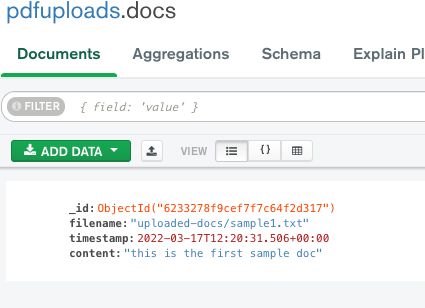 pdfuploads.docs
Documents Aggregations Schema Explain Pl
FILTER { field: 'value' }
ADD DATA VIEW {}
_id: ObjectId("6233278f9cef7f7c64f2d317")
filename: "uploaded-docs/sample1.txt"
timestamp: 2022-03-17T12:20:31.506+00:00
content: "this is the first sample doc"